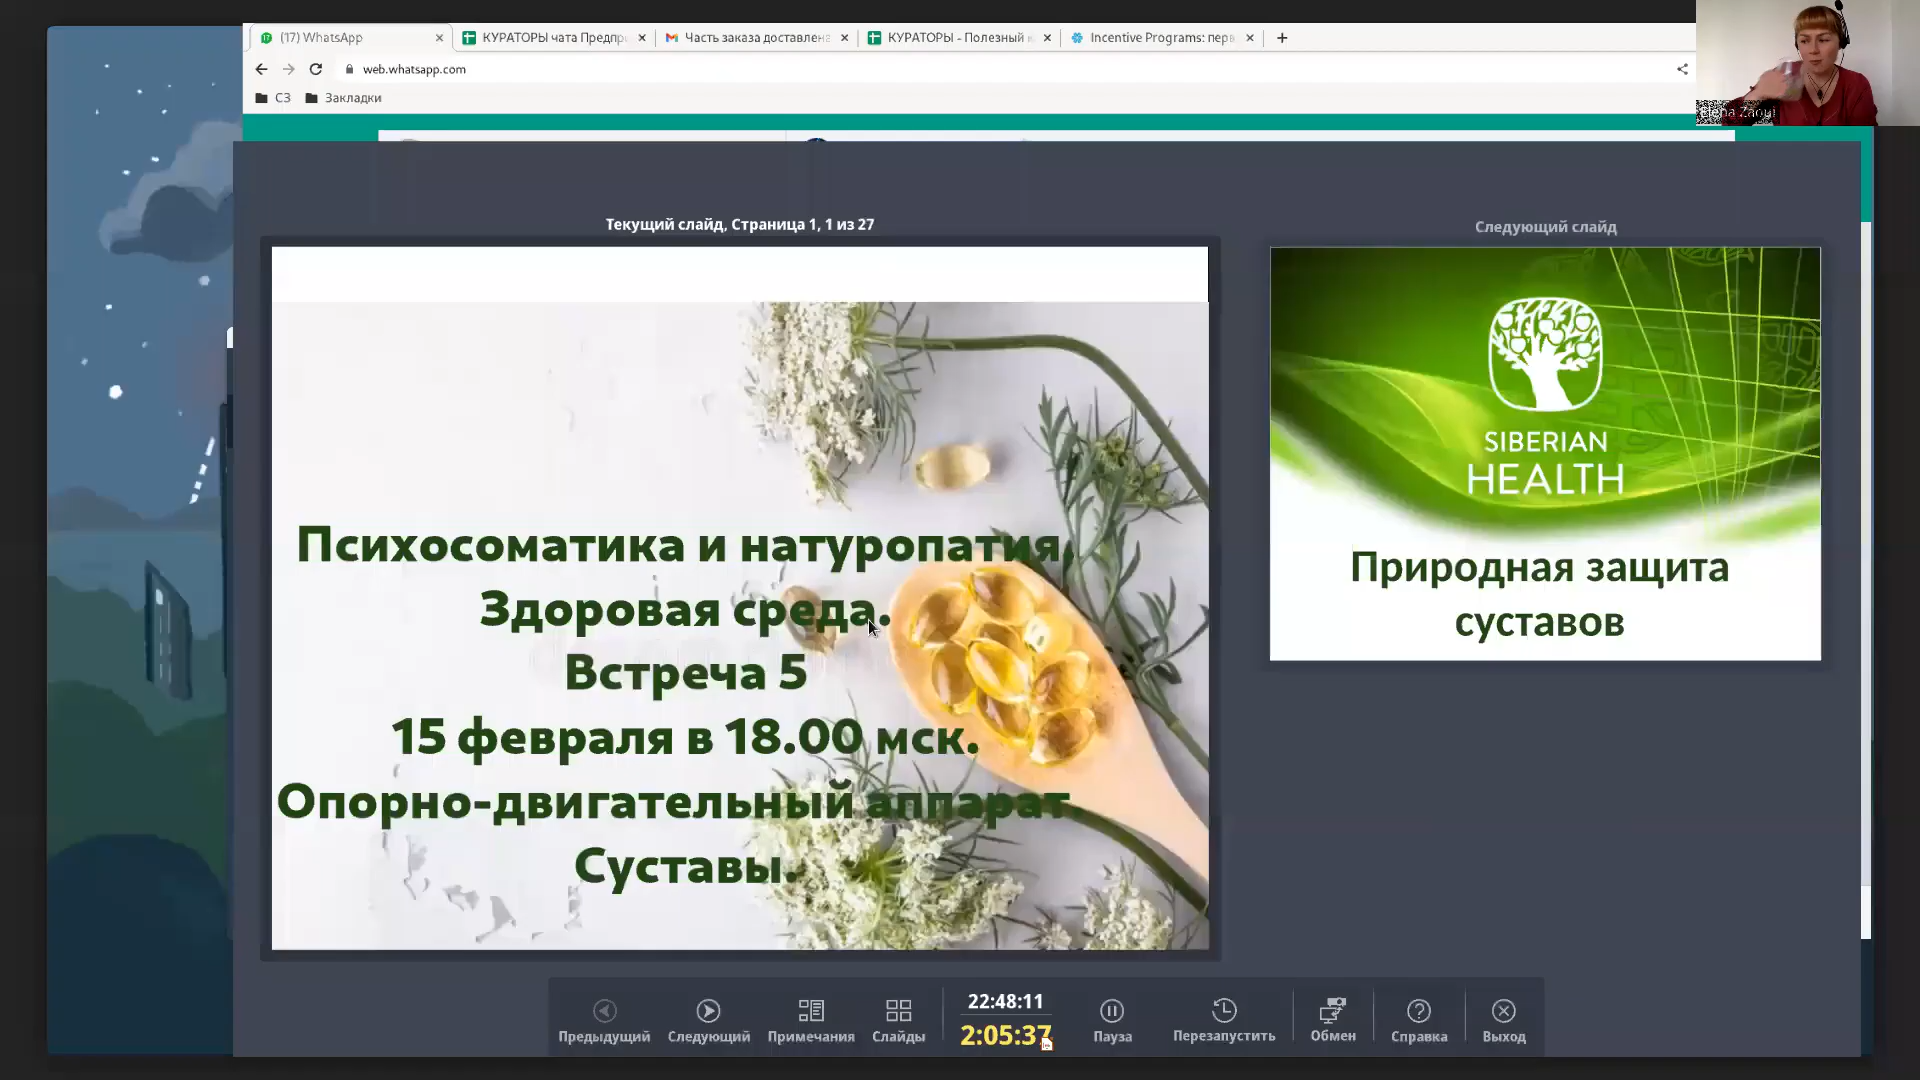 (17) WhatsApp
КУРАТОРЫ чата Предпр
Часть заказа доставлена
КУРАТОРЫ - Полезный
Incentive Programs: пер
web.whatsapp.com
СЗ
Закладки
Elena Zaoui
Текущий слайд, Страница 1, 1 из 27
Психосоматика и натуропатия.
Здоровая среда.
Встреча 5
15 февраля в 18.00 мск.
Опорно-двигательный аппарат.
Суставы.
Следующий слайд
SIBERIAN
HEALTH
Природная защита
суставов
Предыдущий
Следующий
Примечания
Слайды
22:48:11
2:05:37
Пауза
Перезапустить
Обмен
Справка
Выход